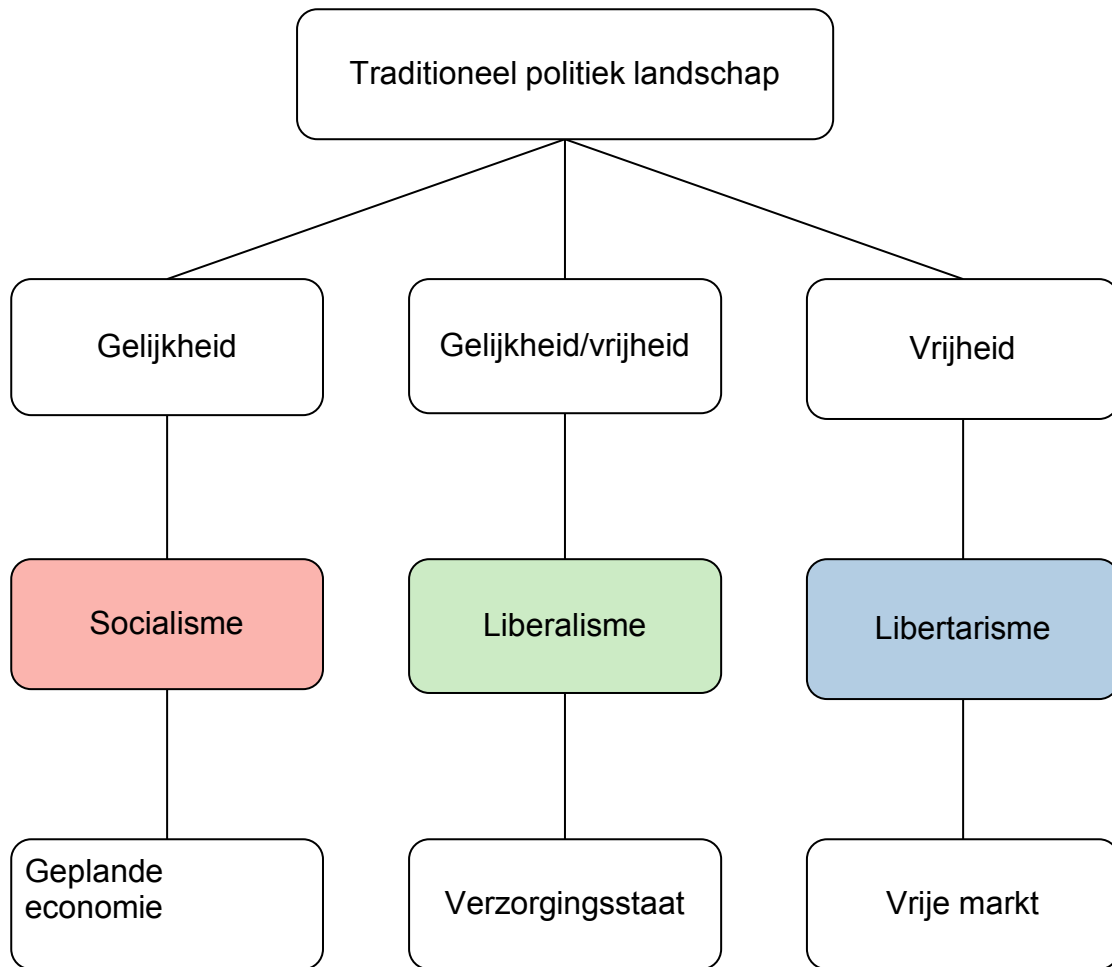 Traditioneel politiek landschap
Gelijkheid
Gelijkheid/vrijheid
Vrijheid
Socialisme
Liberalisme
Libertarisme
Geplande
economie
Verzorgingsstaat
Vrije markt